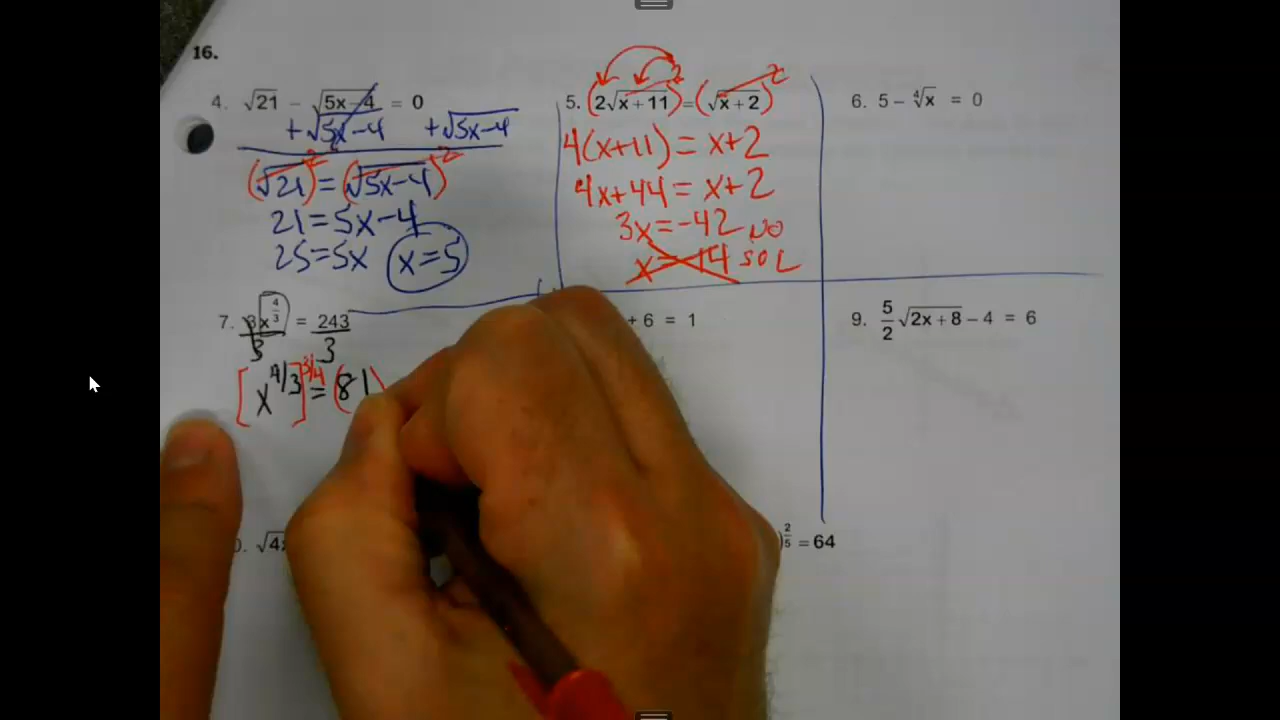 16.
4. √21 − √5x−4 = 0
+√5x−4 +√5x−4
(√21)² = (√5x−4)²
21=5x−4
25=5x x=5
5. (2√x+11)² = (√x+2)²
4(x+11) = x+2
4x+44 = x+2
3x=−42 NO
x=−14 SOL
6. 5− ∜x = 0
7. 3x^4/3 = 243
3 3
[x^4/3]^3/4 = (81)
+ 6 = 1
9. 5/2 √2x+8 − 4 = 6
√4x
)^2/5 = 64